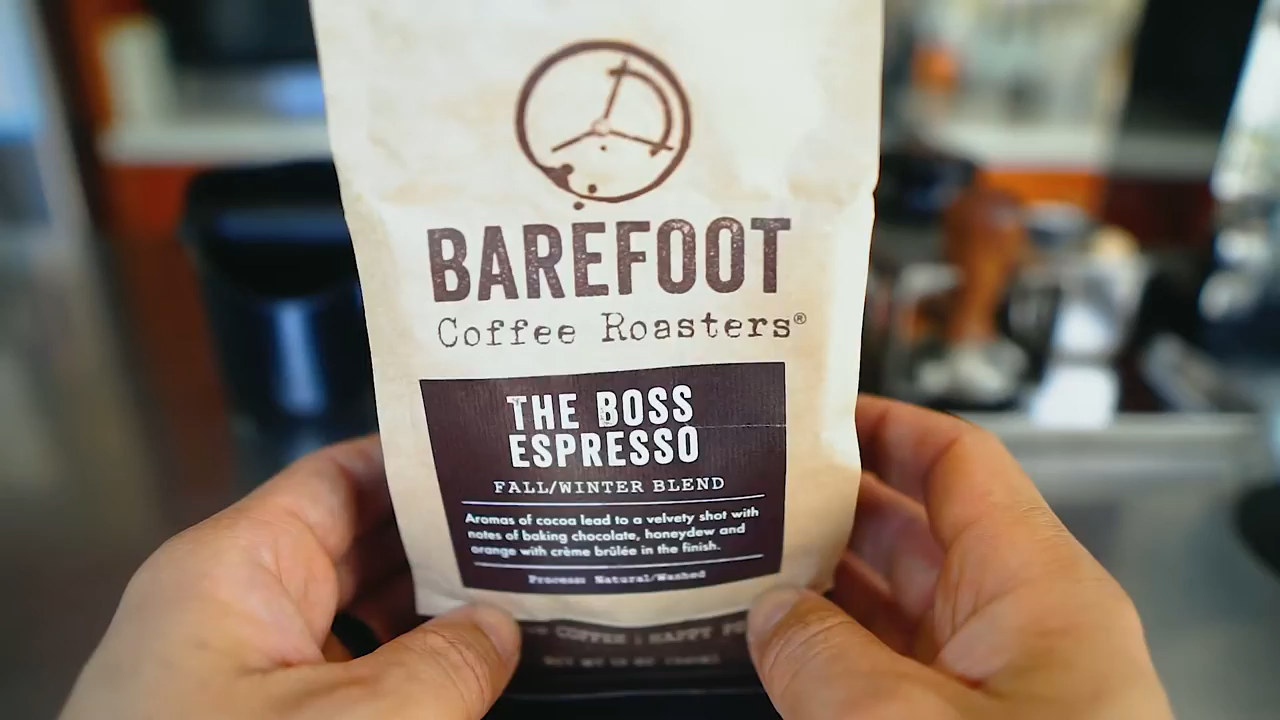 BAREFOOT
Coffee Roasters®
THE BOSS
ESPRESSO
FALL/WINTER BLEND
Aromas of cocoa lead to a velvety shot with
notes of baking chocolate, honeydew and
orange with crème brûlée in the finish.
Process: Natural/Washed
COFFEE : HAPPY